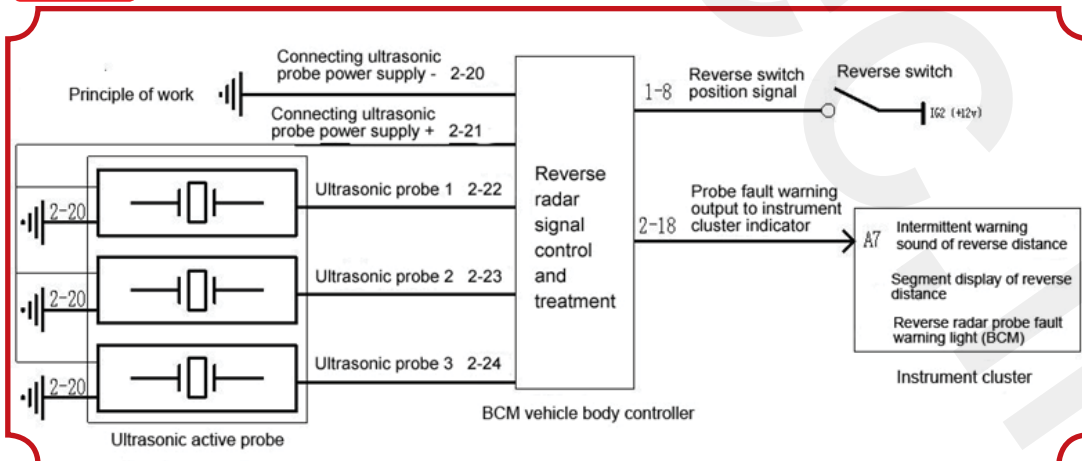 Connecting ultrasonic
probe power supply - 2-20
Principle of work
Connecting ultrasonic
probe power supply + 2-21
Ultrasonic probe 1 2-22
2-20
Ultrasonic probe 2 2-23
2-20
Ultrasonic probe 3 2-24
2-20
Ultrasonic active probe
Reverse
radar
signal
control
and
treatment
BCM vehicle body controller
1-8
Reverse switch
position signal
Reverse switch
IG2 (+12v)
2-18
Probe fault warning
output to instrument
cluster indicator
A7
Intermittent warning
sound of reverse distance
Segment display of reverse
distance
Reverse radar probe fault
warning light (BCM)
Instrument cluster